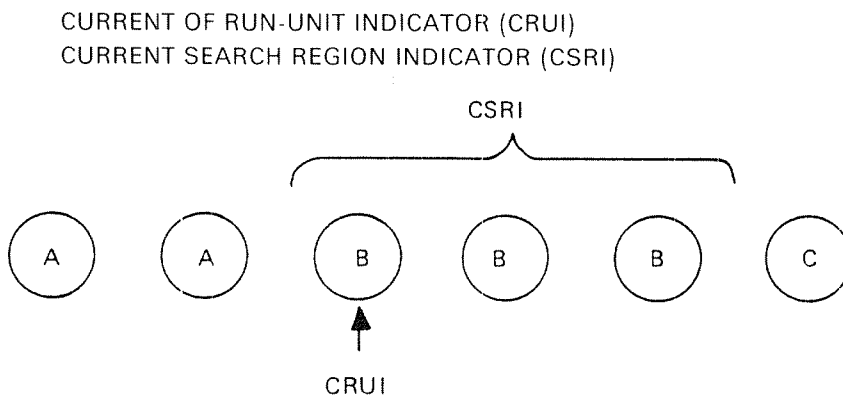 CURRENT OF RUN-UNIT INDICATOR (CRUI)
CURRENT SEARCH REGION INDICATOR (CSRI)
CSRI
A A B B B C
CRUI